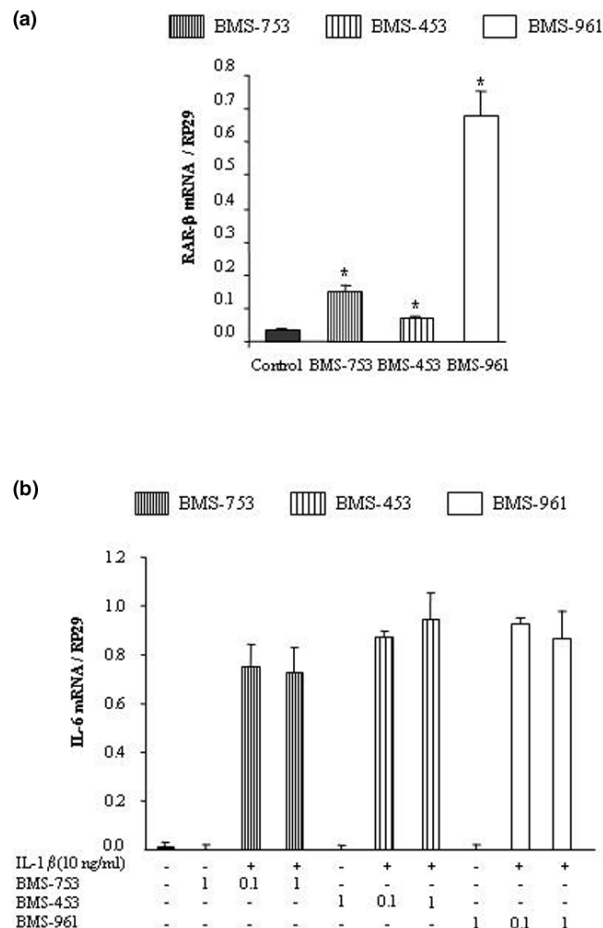 (a)
BMS-753 BMS-453 BMS-961
RAR-β mRNA / RP29
0.8
0.7
0.6
0.5
0.4
0.3
0.2
0.1
0.0
* * *
Control BMS-753 BMS-453 BMS-961
(b)
BMS-753 BMS-453 BMS-961
IL-6 mRNA / RP29
1.2
1.0
0.8
0.6
0.4
0.2
0.0
IL-1 β(10 ng/ml) - - + + - + + - + +
BMS-753 - 1 0.1 1 - - - - - -
BMS-453 - - - - 1 0.1 1 - - -
BMS-961 - - - - - - - 1 0.1 1